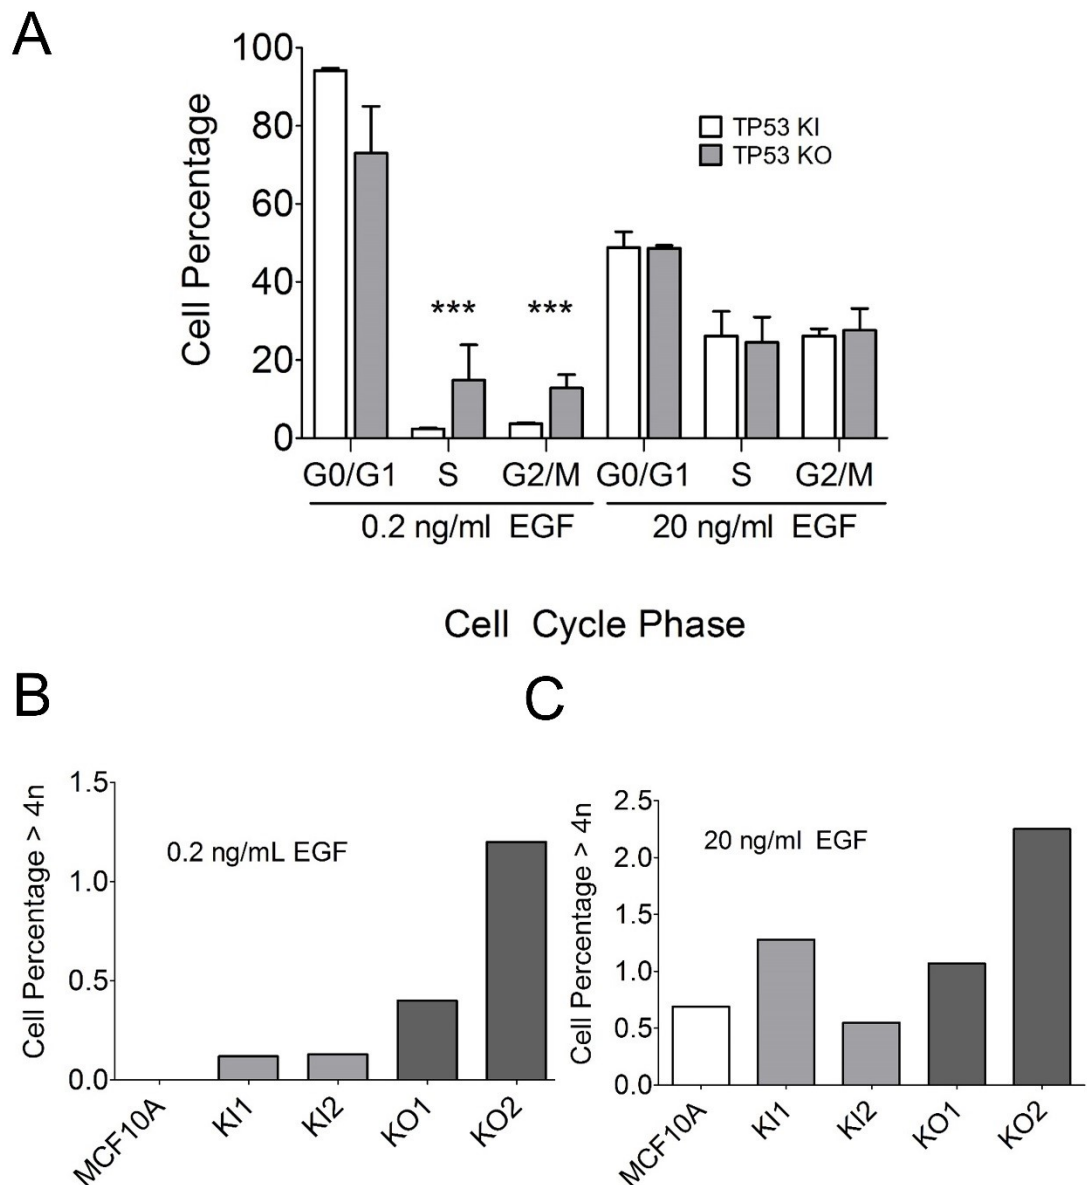 A
100
80
60
40
20
0
Cell Percentage
TP53 KI
TP53 KO
*** ***
G0/G1 S G2/M G0/G1 S G2/M
0.2 ng/ml EGF 20 ng/ml EGF
Cell Cycle Phase
B
1.5
1.0
0.5
0.0
Cell Percentage > 4n
0.2 ng/mL EGF
MCF10A KI1 KI2 KO1 KO2
C
2.5
2.0
1.5
1.0
0.5
0.0
Cell Percentage > 4n
20 ng/ml EGF
MCF10A KI1 KI2 KO1 KO2